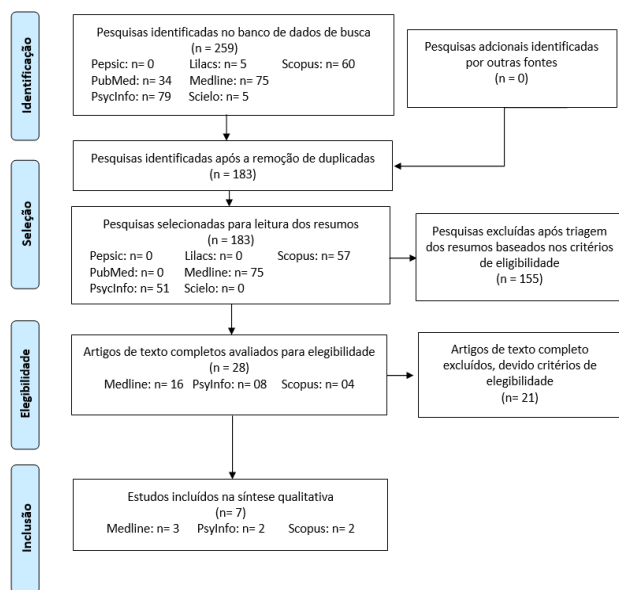 Identificação
Pesquisas identificadas no banco de dados de busca
(n = 259)
Pepsic: n= 0 Lilacs: n= 5 Scopus: n= 60
PubMed: n= 34 Medline: n= 75
PsycInfo: n= 79 Scielo: n= 5
Pesquisas adcionais identificadas
por outras fontes
(n = 0)
Seleção
Pesquisas identificadas após a remoção de duplicadas
(n = 183)
Pesquisas selecionadas para leitura dos resumos
(n = 183)
Pepsic: n= 0 Lilacs: n= 0 Scopus: n= 57
PubMed: n= 0 Medline: n= 75
PsycInfo: n= 51 Scielo: n= 0
Pesquisas excluídas após triagem
dos resumos baseados nos critérios
de eligibilidade
(n = 155)
Elegibilidade
Artigos de texto completos avaliados para elegibilidade
(n = 28)
Medline: n= 16 PsyInfo: n= 08 Scopus: n= 04
Artigos de texto completo
excluídos, devido critérios de
elegibilidade
(n= 21)
Inclusão
Estudos incluídos na síntese qualitativa
(n= 7)
Medline: n= 3 PsyInfo: n= 2 Scopus: n= 2